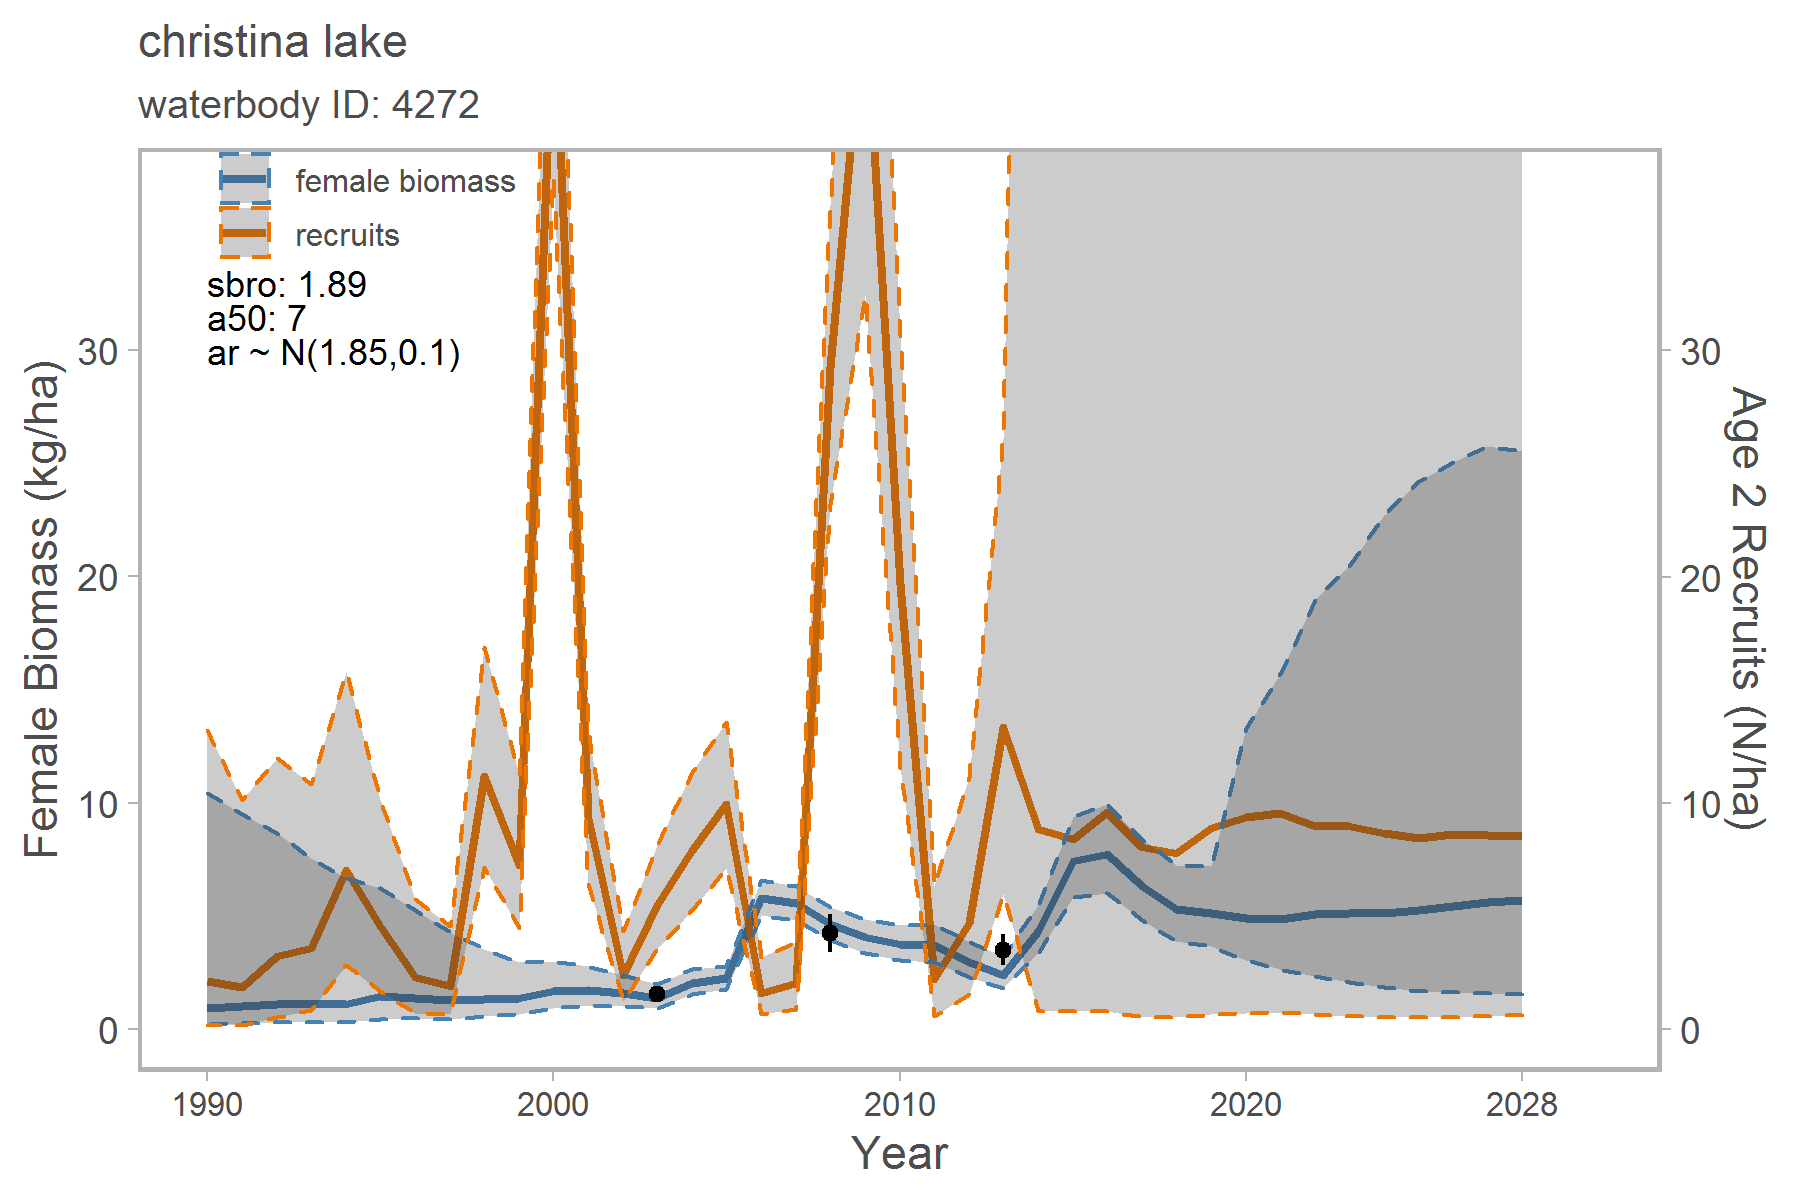 christina lake
waterbody ID: 4272
female biomass
recruits
sbro: 1.89
a50: 7
ar ~ N(1.85,0.1)
30
20
10
0
Female Biomass (kg/ha)
30
20
10
0
Age 2 Recruits (N/ha)
1990
2000
2010
2020
2028
Year